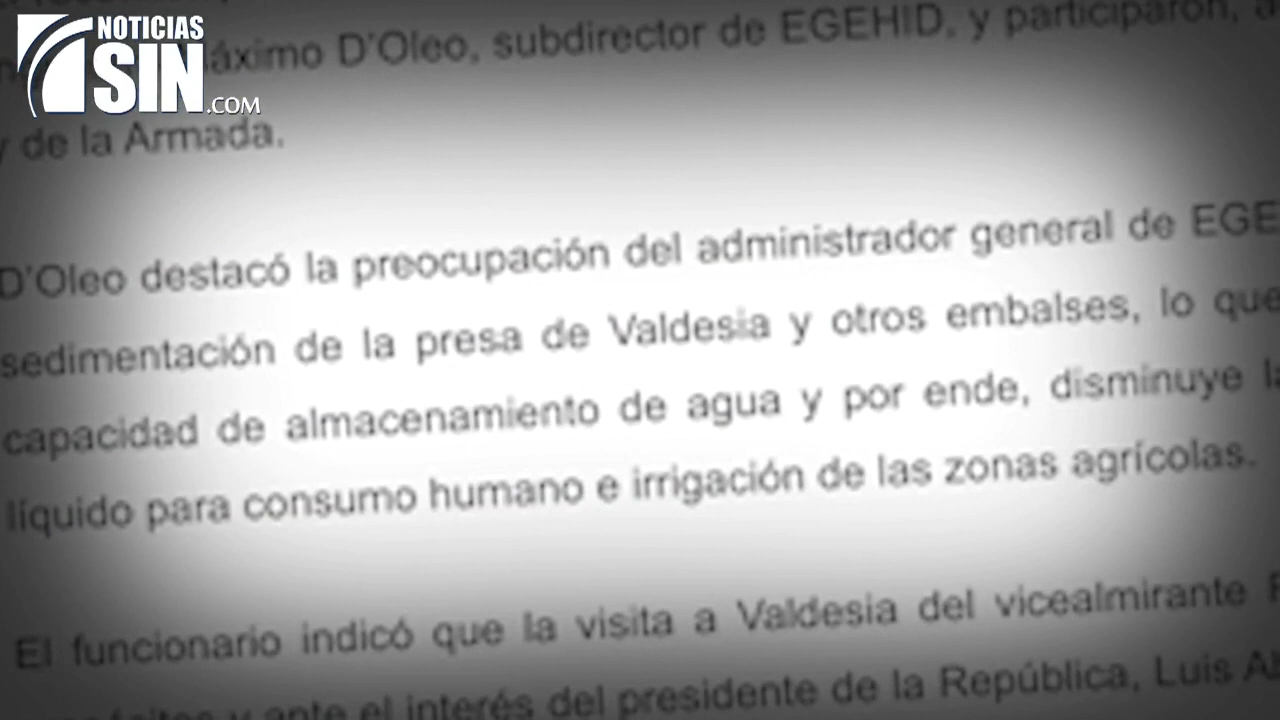 NOTICIAS
SIN
.COM
D'Oleo, subdirector de EGEHID, y participaron,
y de la Armada.
D'Oleo destacó la preocupación del administrador general de EGE
sedimentación de la presa de Valdesia y otros embalses, lo que
capacidad de almacenamiento de agua y por ende, disminuye
líquido para consumo humano e irrigación de las zonas agrícolas.
El funcionario indicó que la visita a Valdesia del vicealmirante
y ante el interés del presidente de la República, Luis